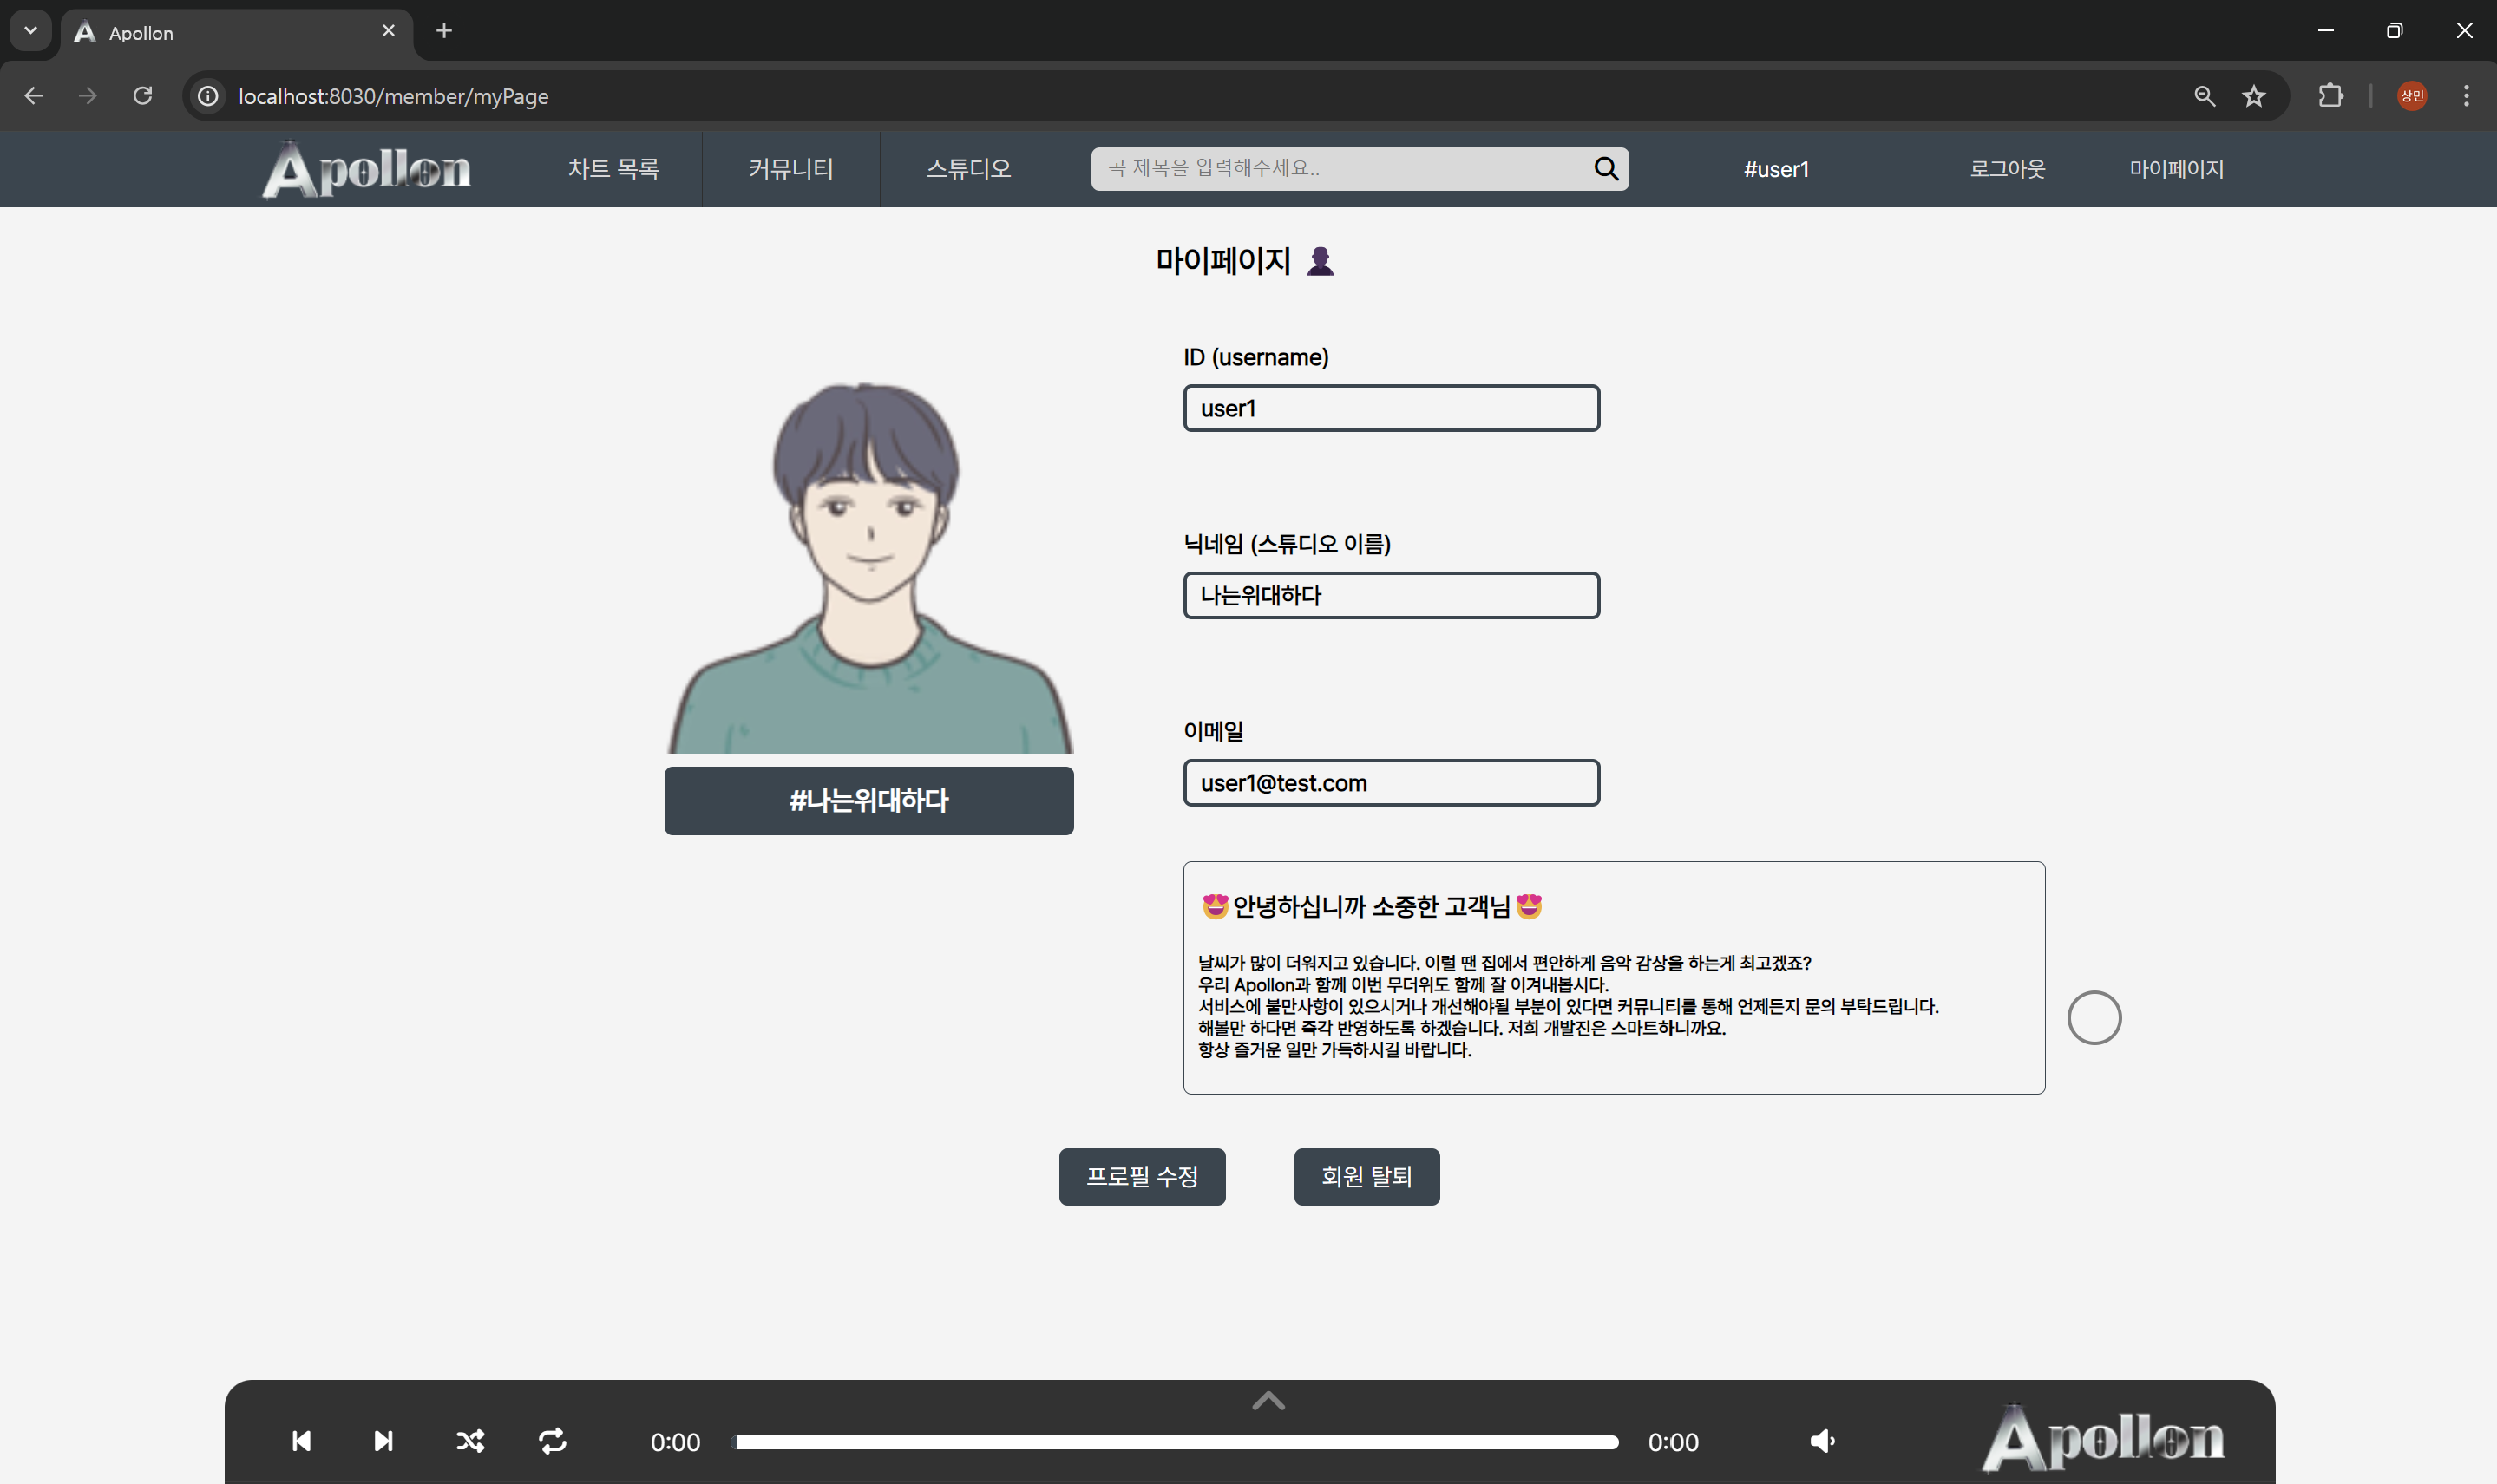 Apollon
localhost:8030/member/myPage
상민
Apollon
차트 목록
커뮤니티
스튜디오
곡 제목을 입력해주세요..
#user1
로그아웃
마이페이지
마이페이지
ID (username)
user1
닉네임 (스튜디오 이름)
나는위대하다
이메일
user1@test.com
#나는위대하다
안녕하십니까 소중한 고객님
날씨가 많이 더워지고 있습니다. 이럴 땐 집에서 편안하게 음악 감상을 하는게 최고겠죠?
우리 Apollon과 함께 이번 무더위도 함께 잘 이겨내봅시다.
서비스에 불만사항이 있으시거나 개선해야될 부분이 있다면 커뮤니티를 통해 언제든지 문의 부탁드립니다.
해볼만 하다면 즉각 반영하도록 하겠습니다. 저희 개발진은 스마트하니까요.
항상 즐거운 일만 가득하시길 바랍니다.
프로필 수정
회원 탈퇴
0:00
0:00
Apollon